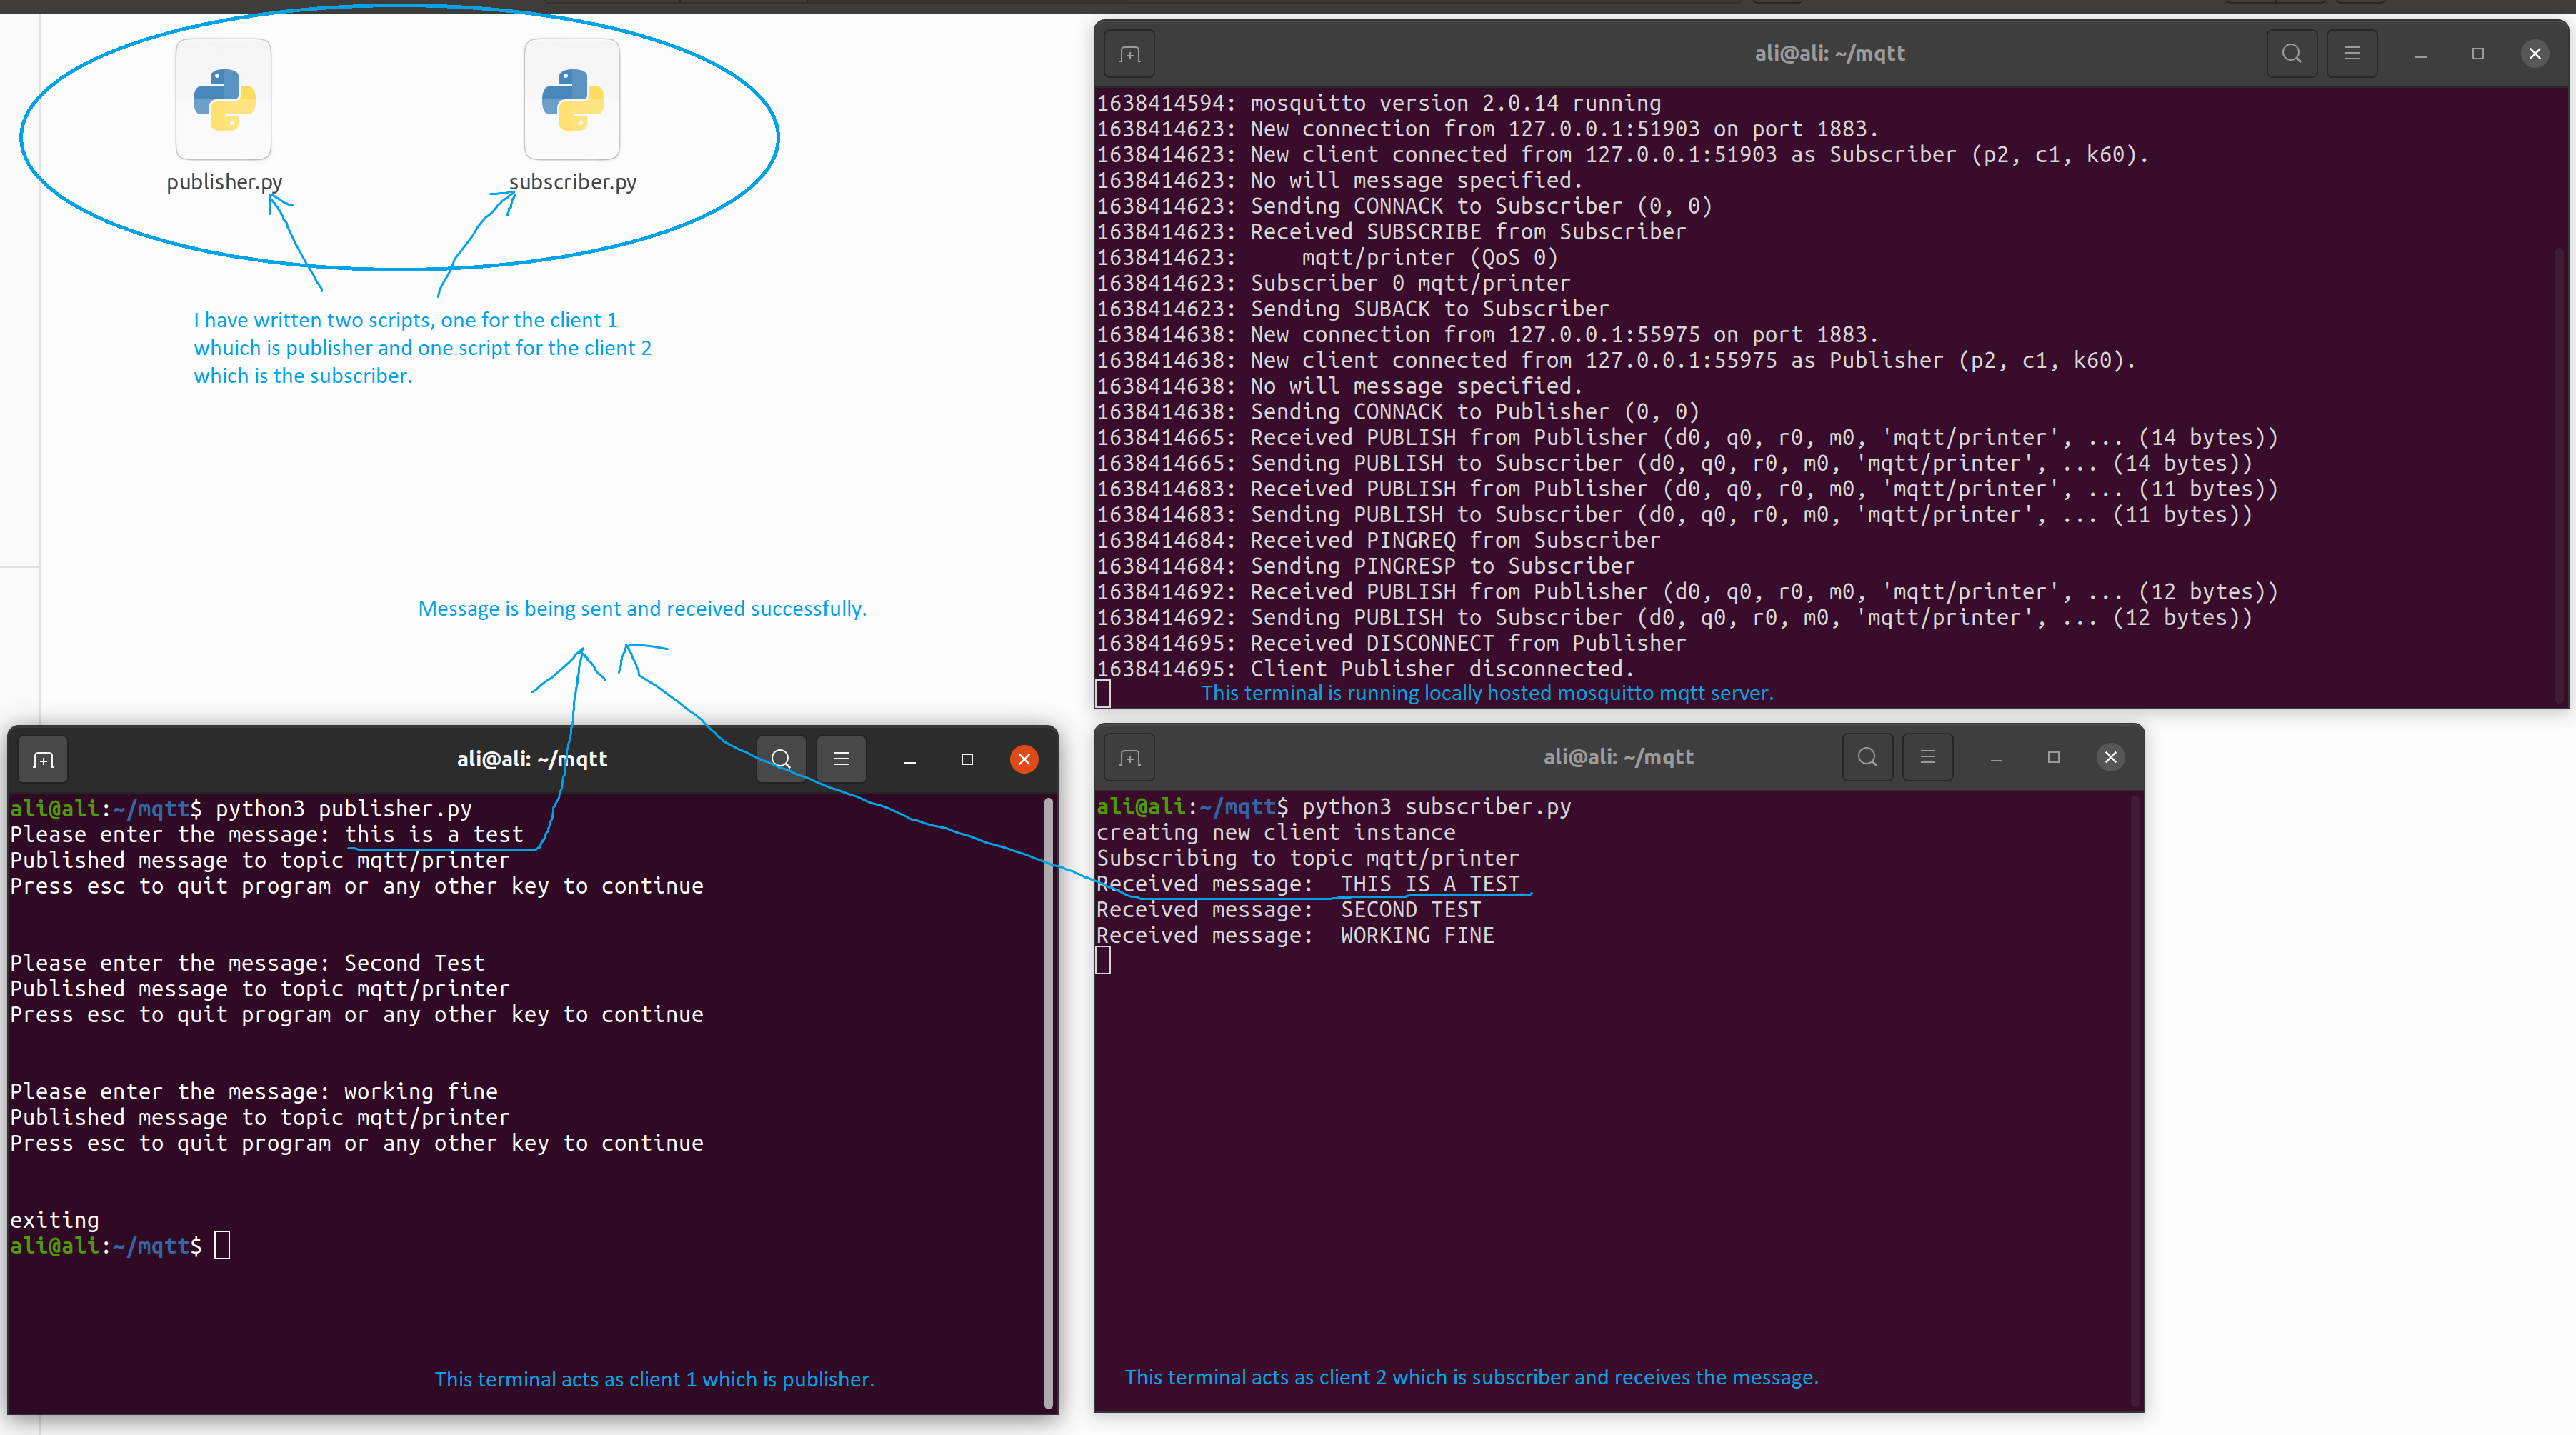 publisher.py
subscriber.py
I have written two scripts, one for the client 1
whuich is publisher and one script for the client 2
which is the subscriber.
Message is being sent and received successfully.
ali@ali: ~/mqtt
1638414594: mosquitto version 2.0.14 running
1638414623: New connection from 127.0.0.1:51903 on port 1883.
1638414623: New client connected from 127.0.0.1:51903 as Subscriber (p2, c1, k60).
1638414623: No will message specified.
1638414623: Sending CONNACK to Subscriber (0, 0)
1638414623: Received SUBSCRIBE from Subscriber
1638414623:     mqtt/printer (QoS 0)
1638414623: Subscriber 0 mqtt/printer
1638414623: Sending SUBACK to Subscriber
1638414638: New connection from 127.0.0.1:55975 on port 1883.
1638414638: New client connected from 127.0.0.1:55975 as Publisher (p2, c1, k60).
1638414638: No will message specified.
1638414638: Sending CONNACK to Publisher (0, 0)
1638414665: Received PUBLISH from Publisher (d0, q0, r0, m0, 'mqtt/printer', ... (14 bytes))
1638414665: Sending PUBLISH to Subscriber (d0, q0, r0, m0, 'mqtt/printer', ... (14 bytes))
1638414683: Received PUBLISH from Publisher (d0, q0, r0, m0, 'mqtt/printer', ... (11 bytes))
1638414683: Sending PUBLISH to Subscriber (d0, q0, r0, m0, 'mqtt/printer', ... (11 bytes))
1638414684: Received PINGREQ from Subscriber
1638414684: Sending PINGRESP to Subscriber
1638414692: Received PUBLISH from Publisher (d0, q0, r0, m0, 'mqtt/printer', ... (12 bytes))
1638414692: Sending PUBLISH to Subscriber (d0, q0, r0, m0, 'mqtt/printer', ... (12 bytes))
1638414695: Received DISCONNECT from Publisher
1638414695: Client Publisher disconnected.
This terminal is running locally hosted mosquitto mqtt server.
ali@ali: ~/mqtt
ali@ali:~/mqtt$ python3 publisher.py
Please enter the message: this is a test
Published message to topic mqtt/printer
Press esc to quit program or any other key to continue
Please enter the message: Second Test
Published message to topic mqtt/printer
Press esc to quit program or any other key to continue
Please enter the message: working fine
Published message to topic mqtt/printer
Press esc to quit program or any other key to continue
exiting
ali@ali:~/mqtt$
This terminal acts as client 1 which is publisher.
ali@ali: ~/mqtt
ali@ali:~/mqtt$ python3 subscriber.py
creating new client instance
Subscribing to topic mqtt/printer
Received message:  THIS IS A TEST
Received message:  SECOND TEST
Received message:  WORKING FINE
This terminal acts as client 2 which is subscriber and receives the message.